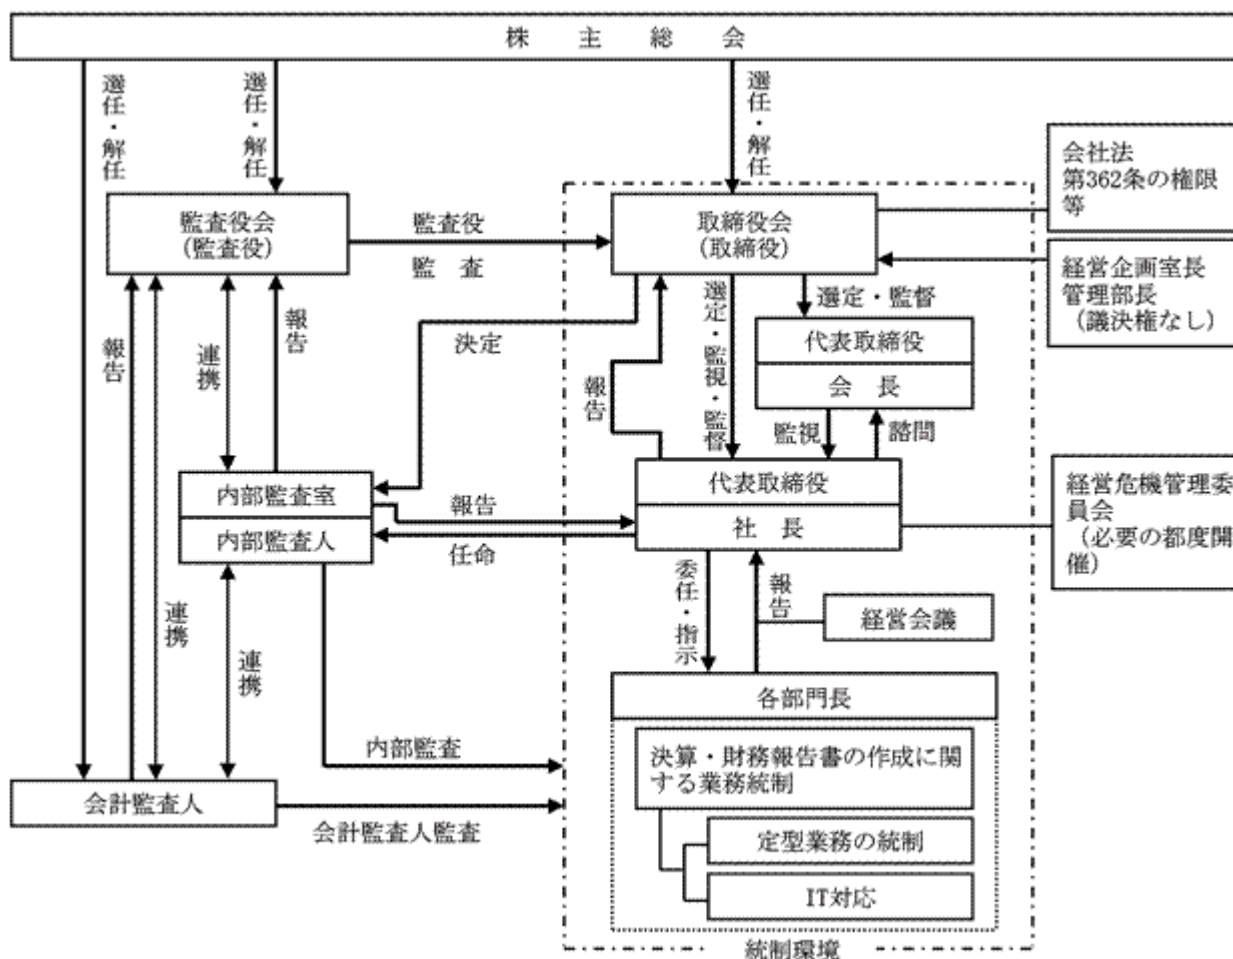 株主総会
選任・解任
選任・解任
選任・解任
会社法
第362条の権限
等
監査役会
(監査役)
監査役
監査
取締役会
(取締役)
経営企画室長
管理部長
(議決権なし)
選定・監督
決定
報告
連携
報告
報告
選定・監視・監督
代表取締役
会長
監視
諮問
代表取締役
社長
経営危機管理委
員会
(必要の都度開
催)
内部監査室
内部監査人
報告
任命
委任・指示
報告
経営会議
連携
連携
各部門長
内部監査
決算・財務報告書の作成に関
する業務統制
会計監査人
会計監査人監査
定型業務の統制
IT対応
統制環境